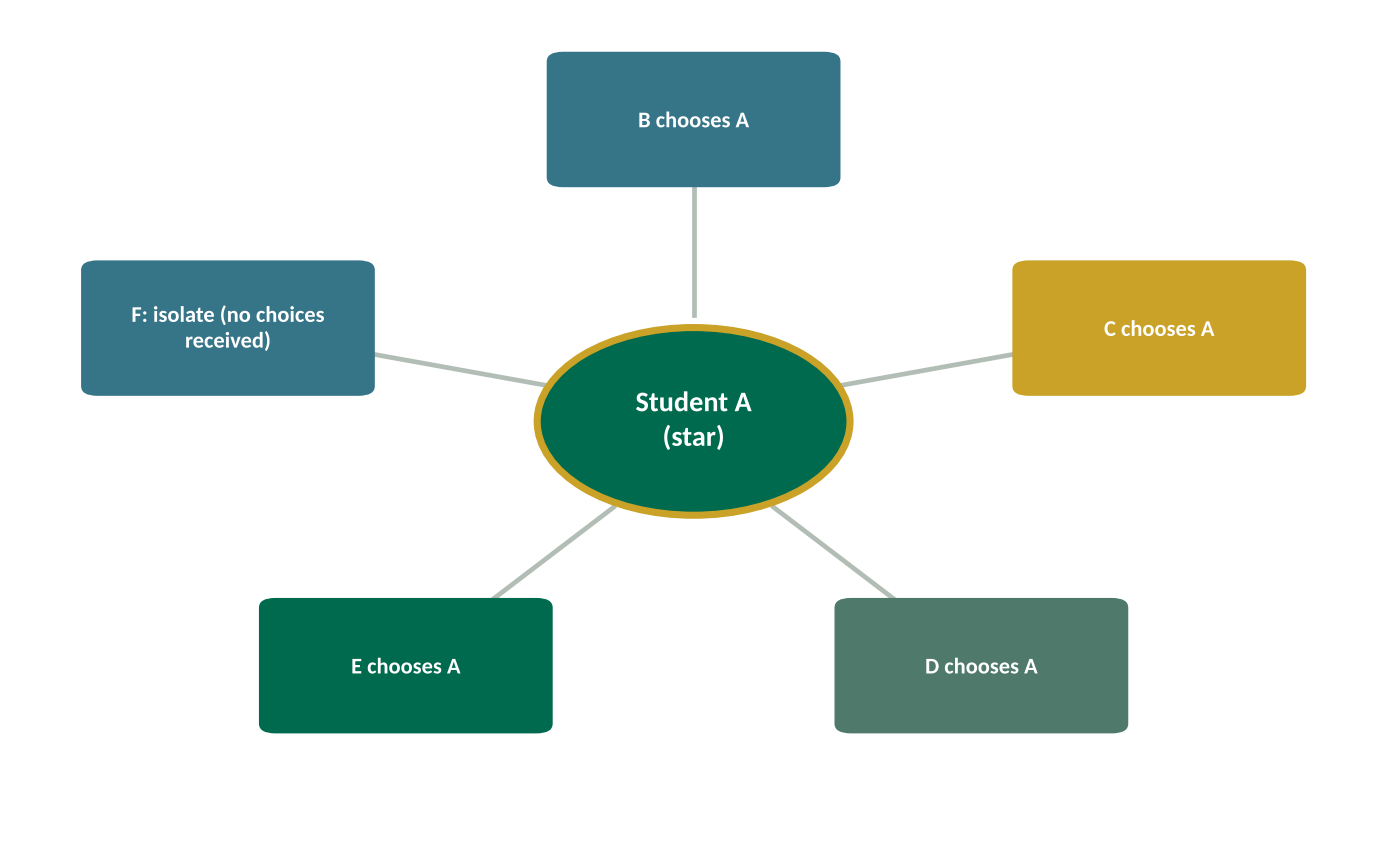 B chooses A
F: isolate (no choices
received)
C chooses A
Student A
(star)
E chooses A
D chooses A